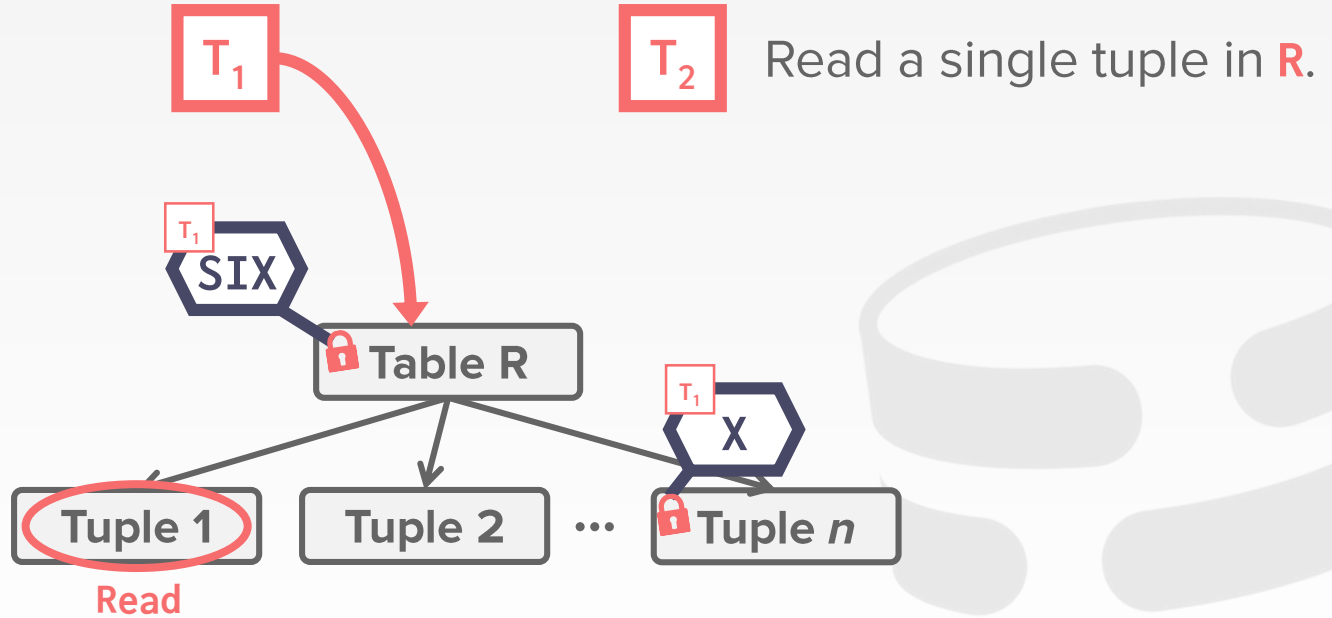 T₁
T₂ Read a single tuple in R.
T₁
SIX
Table R
T₁
X
Tuple 1
Tuple 2
...
Tuple n
Read